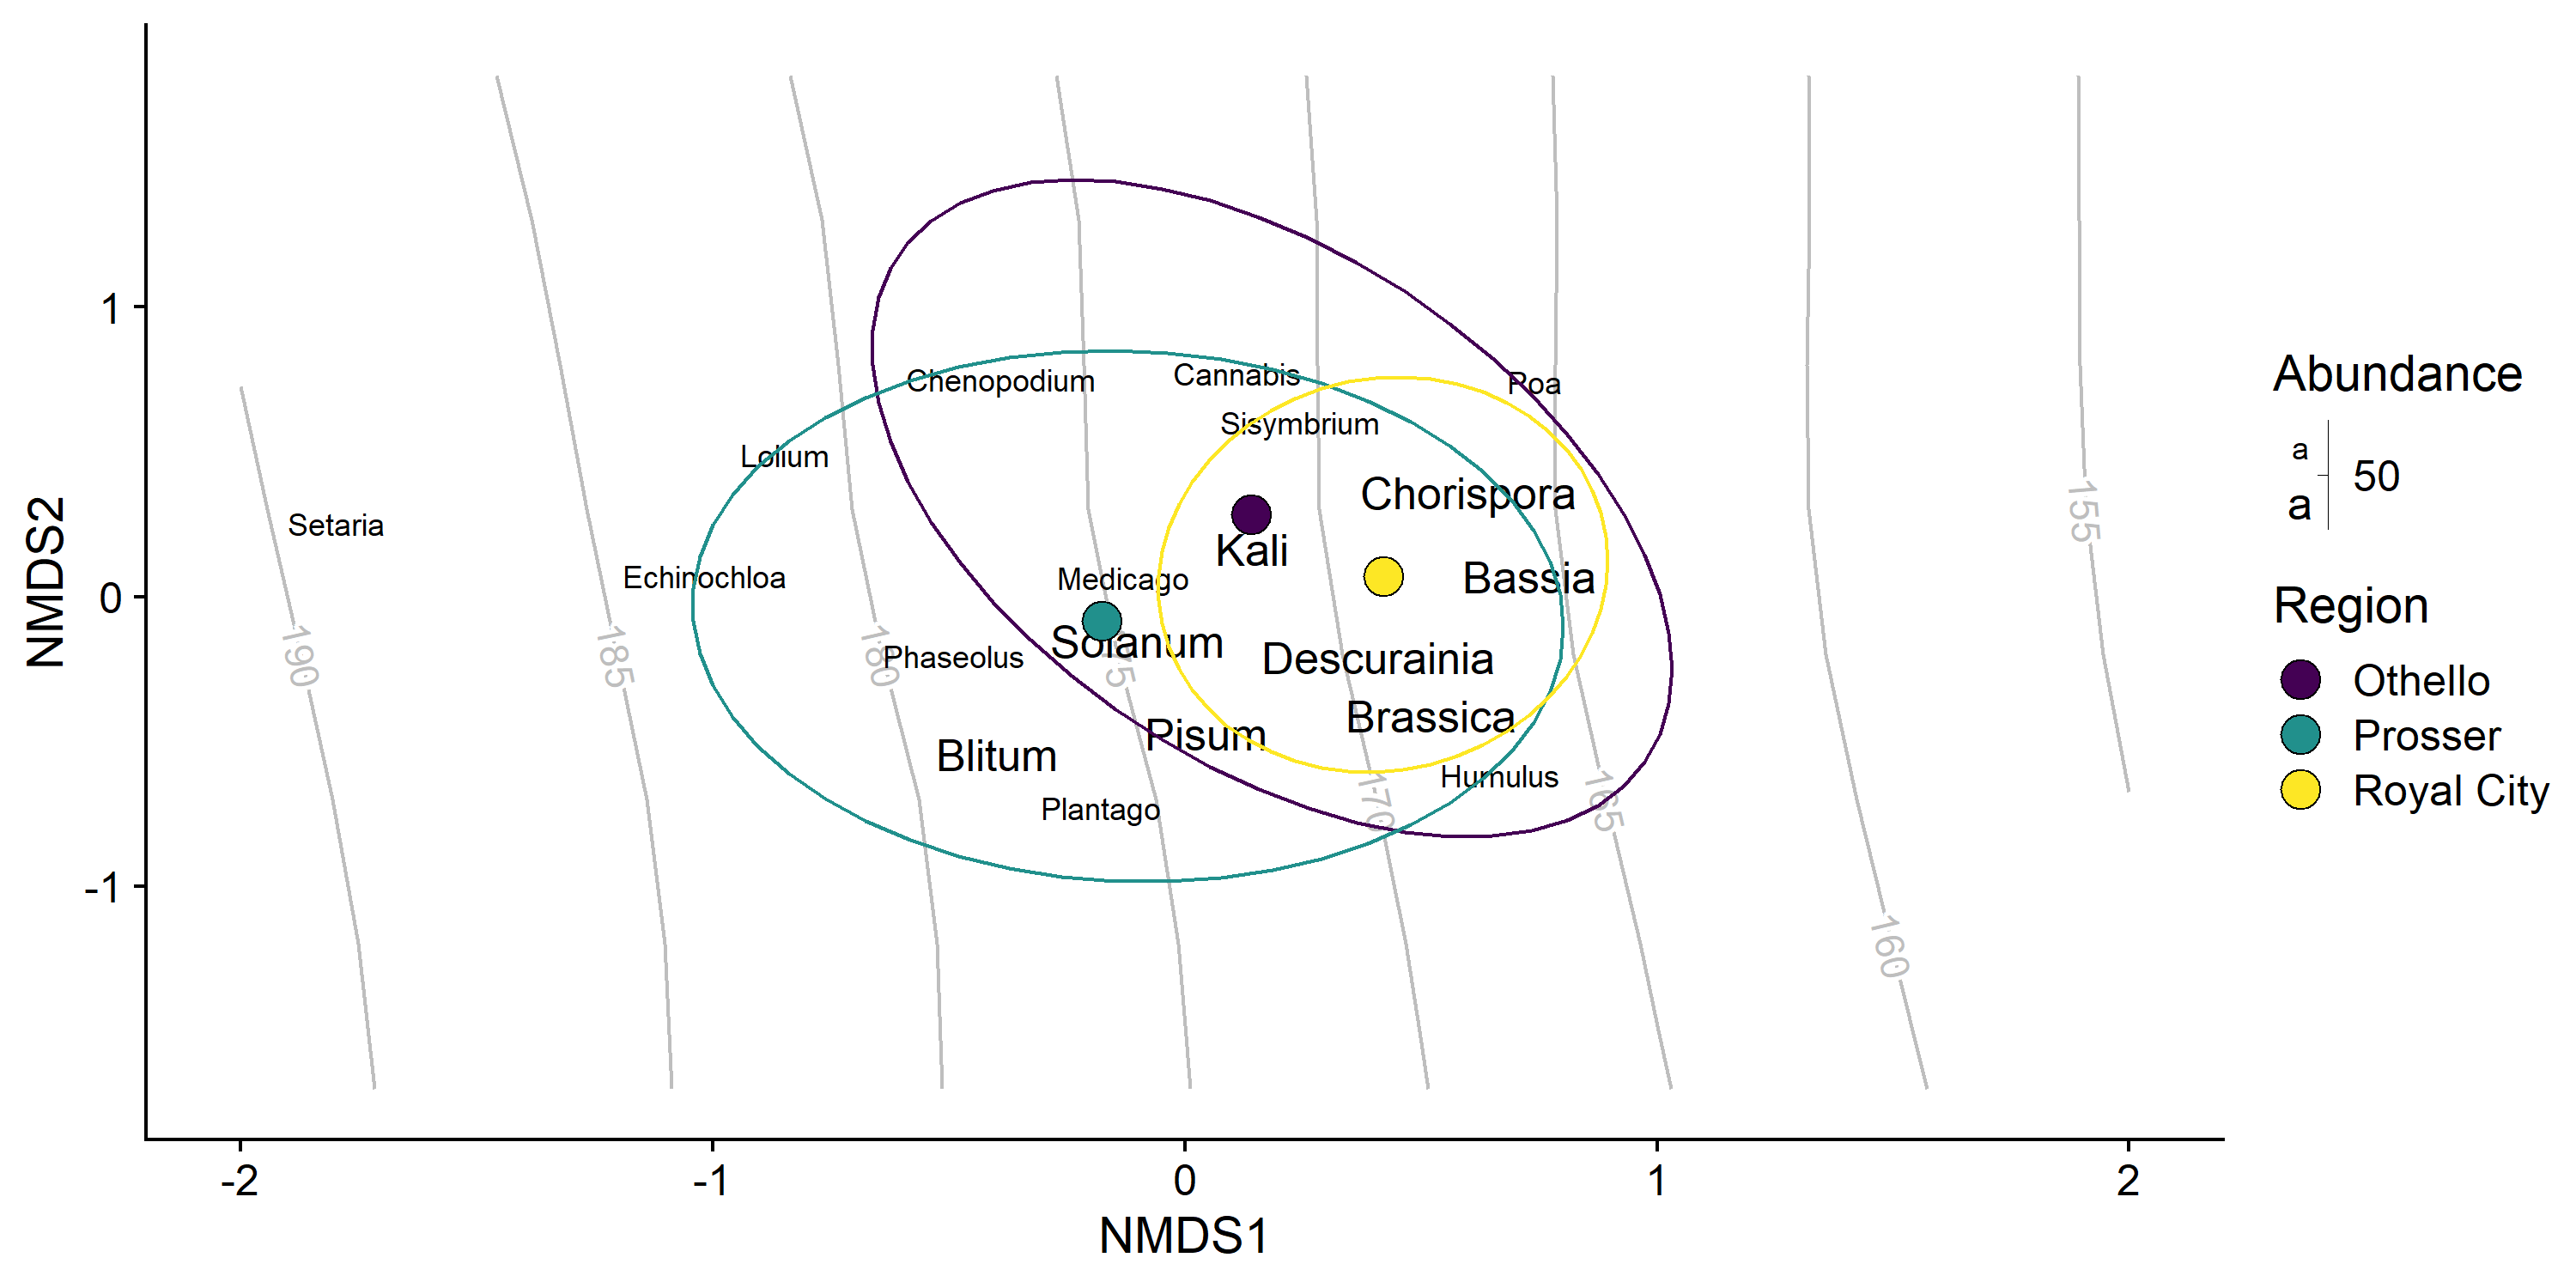 1
0
-1
NMDS2
-2
-1
0
1
2
NMDS1
Chenopodium
Cannabis
Poa
Sisymbrium
Lolium
Chorispora
Setaria
Kali
Echinochloa
Medicago
Bassia
Solanum
Phaseolus
Descurainia
Brassica
Pisum
Blitum
Humulus
Plantago
190
185
180
175
170
165
160
155
Abundance
a
a
50
Region
Othello
Prosser
Royal City